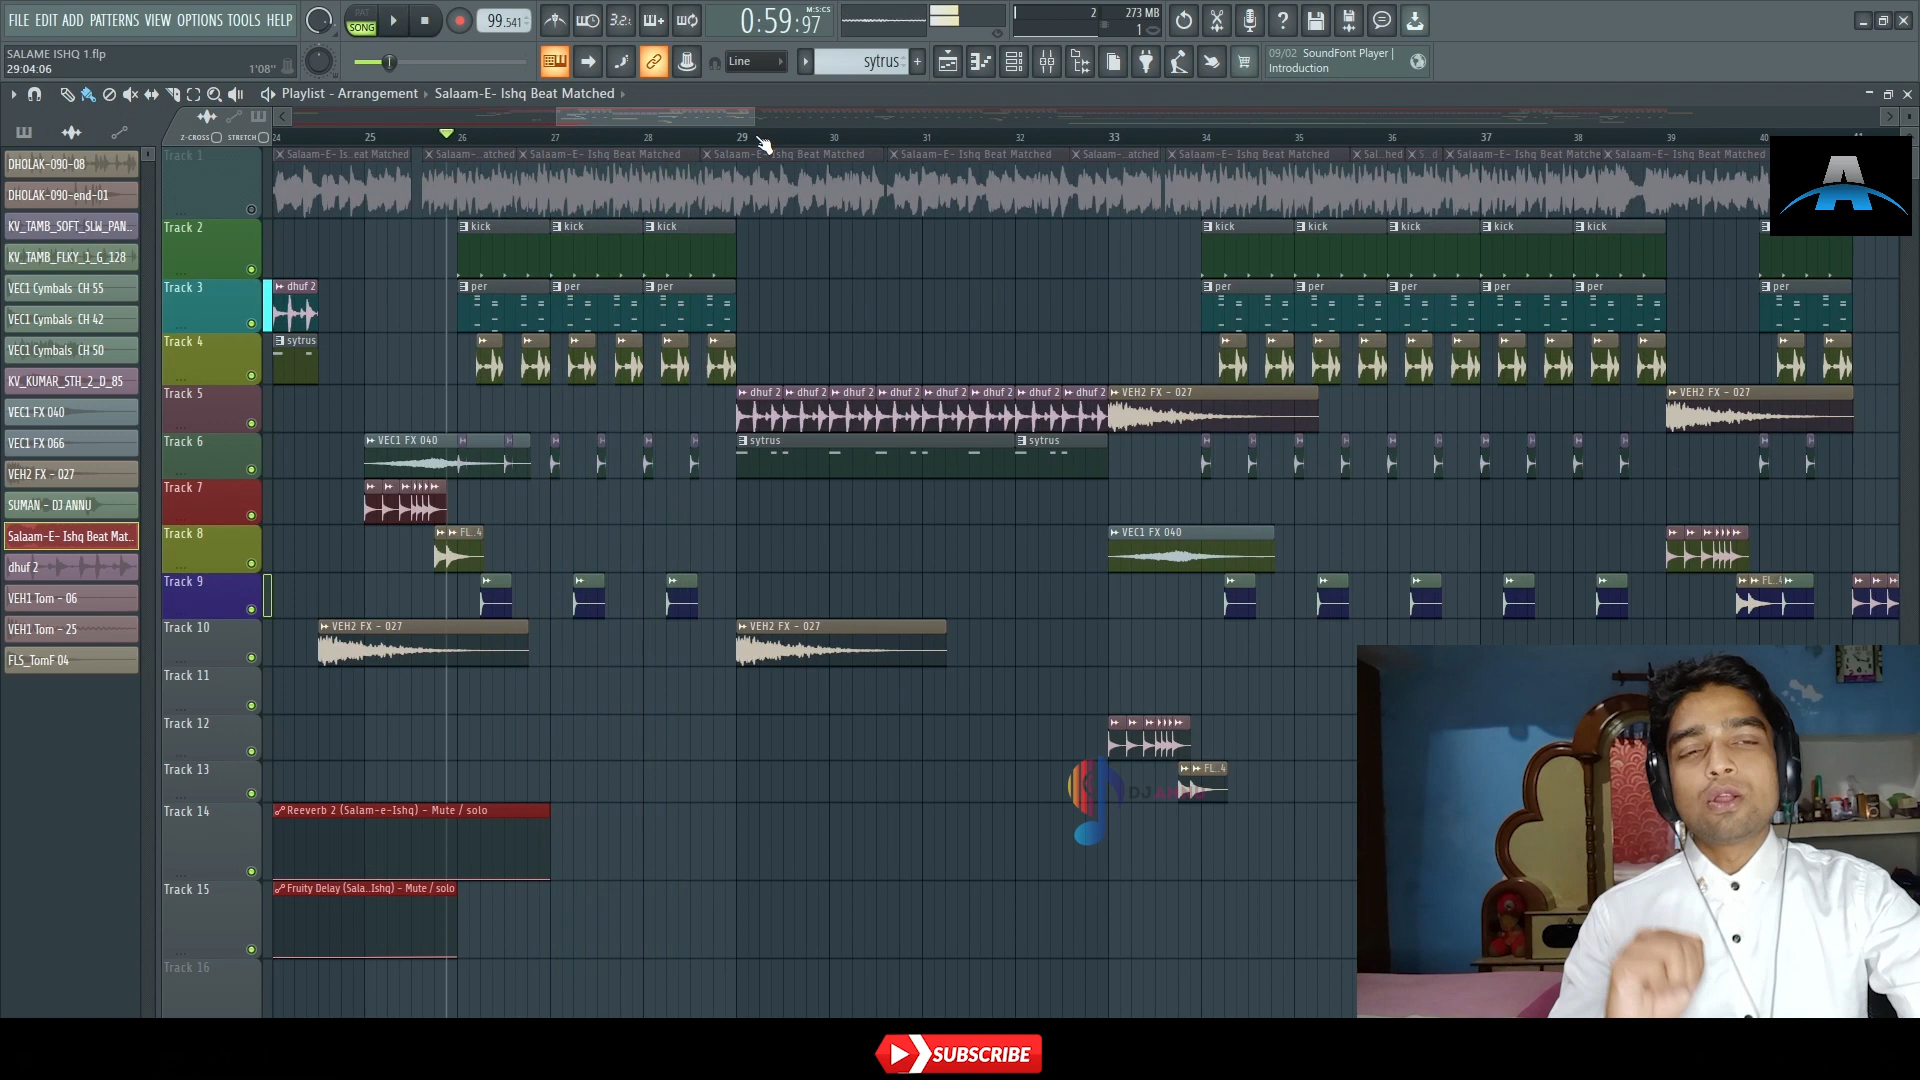 FILE EDIT ADD PATTERNS VIEW OPTIONS TOOLS HELP
PAT
SONG
99.541
3.2.
0:59:97
M:S:CS
2
273 MB
1
SALAME ISHQ 1.flp
29:04:06
1'08"
Line
sytrus
09/02 SoundFont Player |
Introduction
Playlist - Arrangement
Salaam-E- Ishq Beat Matched
Z-CROSS
STRETCH
24 25 26 27 28 29 30 31 32 33 34 35 36 37 38 39 40 41
DHOLAK-090-08
DHOLAK-090-end-01
KV_TAMB_SOFT_SLW_PAN..
KV_TAMB_FLKY_1_G_128
VEC1 Cymbals CH 55
VEC1 Cymbals CH 42
VEC1 Cymbals CH 50
KV_KUMAR_STH_2_D_85
VEC1 FX 040
VEC1 FX 066
VEH2 FX - 027
SUMAN - DJ ANNU
Salaam-E- Ishq Beat Mat..
dhuf 2
VEH1 Tom - 06
VEH1 Tom - 25
FLS_TomF 04
Track 1
Salaam-E- Is..eat Matched
Salaam-..atched
Salaam-E- Ishq Beat Matched
Salaam-E- Ishq Beat Matched
Salaam-E- Ishq Beat Matched
Salaam-..atched
Salaam-E- Ishq Beat Matched
Sal..hed
Salaam-E- Ishq Beat Matched
Salaam-E- Ishq Beat Matched
Track 2
kick kick kick kick kick kick kick kick
Track 3
dhuf 2
per per per per per per per per per
Track 4
sytrus
Track 5
dhuf 2 dhuf 2 dhuf 2 dhuf 2 dhuf 2 dhuf 2 dhuf 2 dhuf 2
VEH2 FX - 027
VEH2 FX - 027
Track 6
VEC1 FX 040
sytrus
sytrus
Track 7
Track 8
FL..4
VEC1 FX 040
Track 9
FL..4
Track 10
VEH2 FX - 027
VEH2 FX - 027
Track 11
Track 12
Track 13
FL..4
DJ ANNU
Track 14
Reeverb 2 (Salam-e-Ishq) - Mute / solo
Track 15
Fruity Delay (Sala..Ishq) - Mute / solo
Track 16
SUBSCRIBE